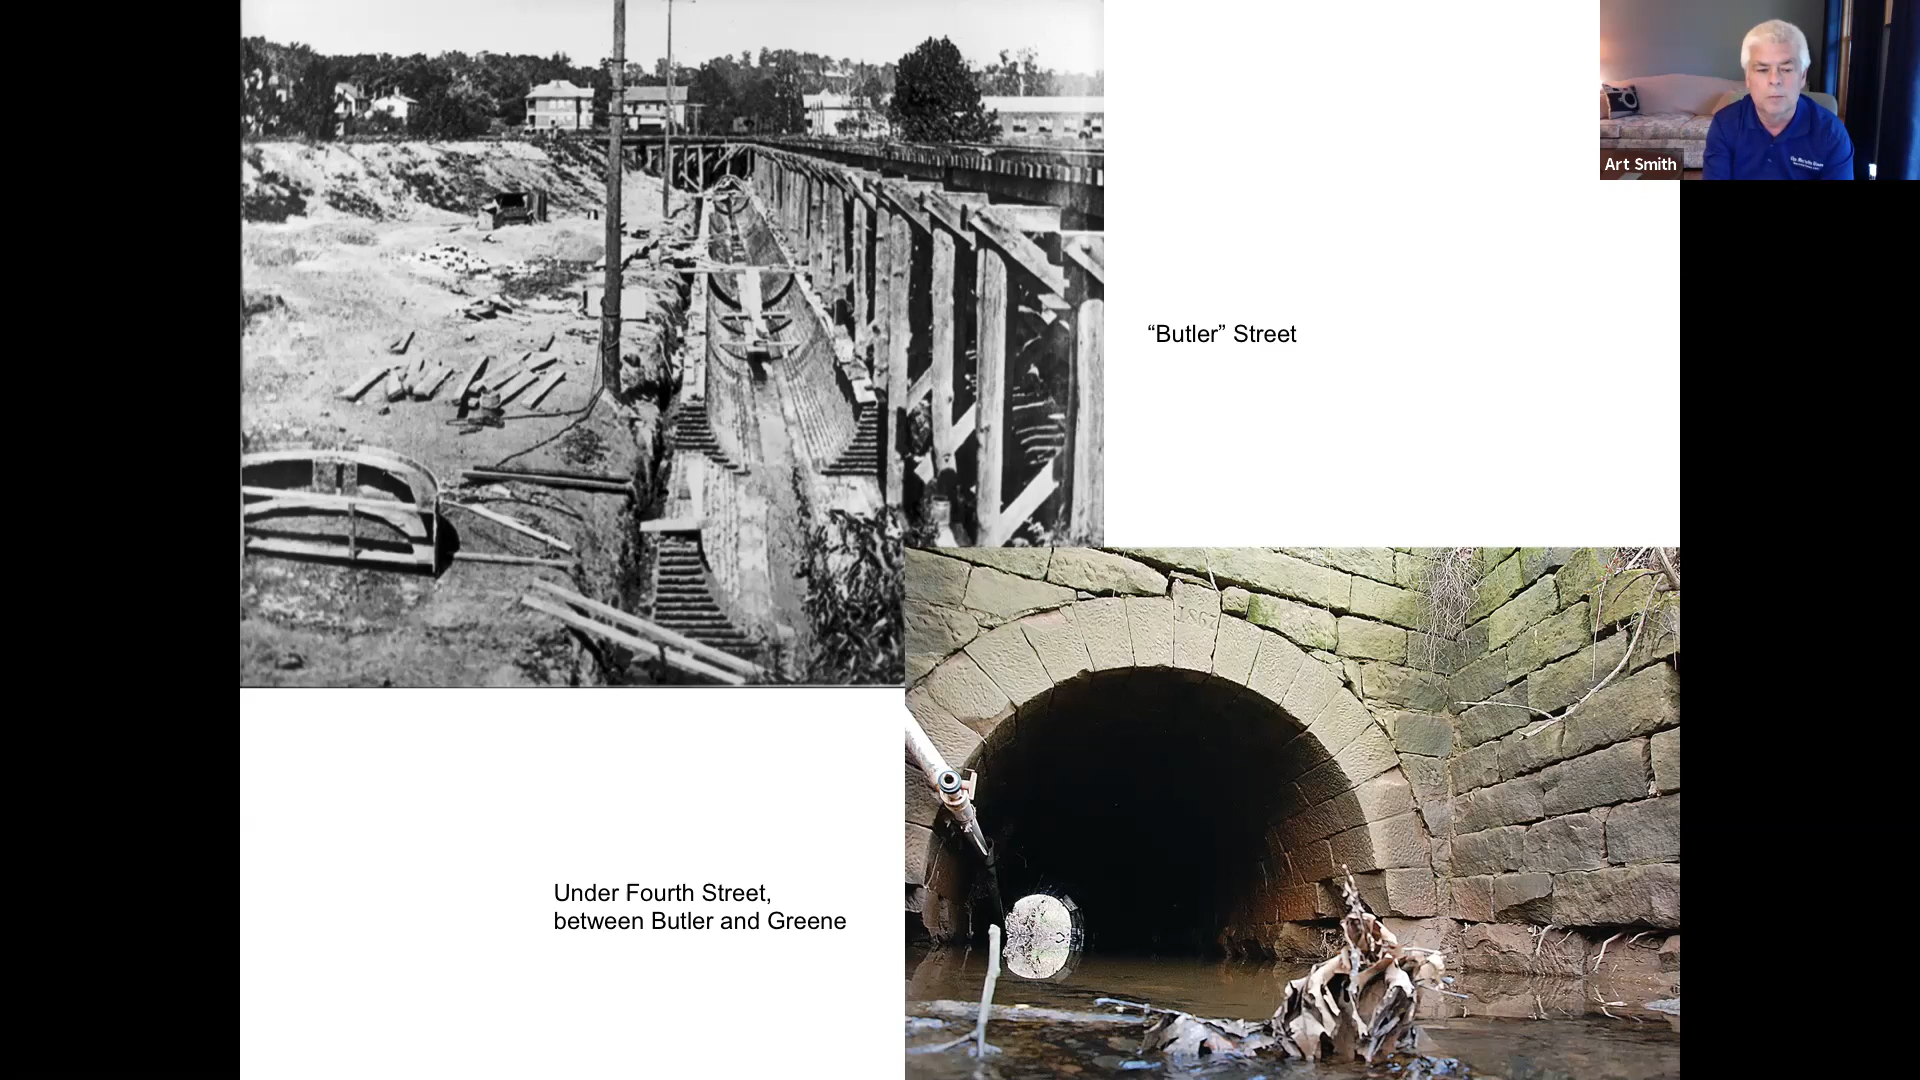 Art Smith
“Butler” Street
1867
Under Fourth Street,
between Butler and Greene